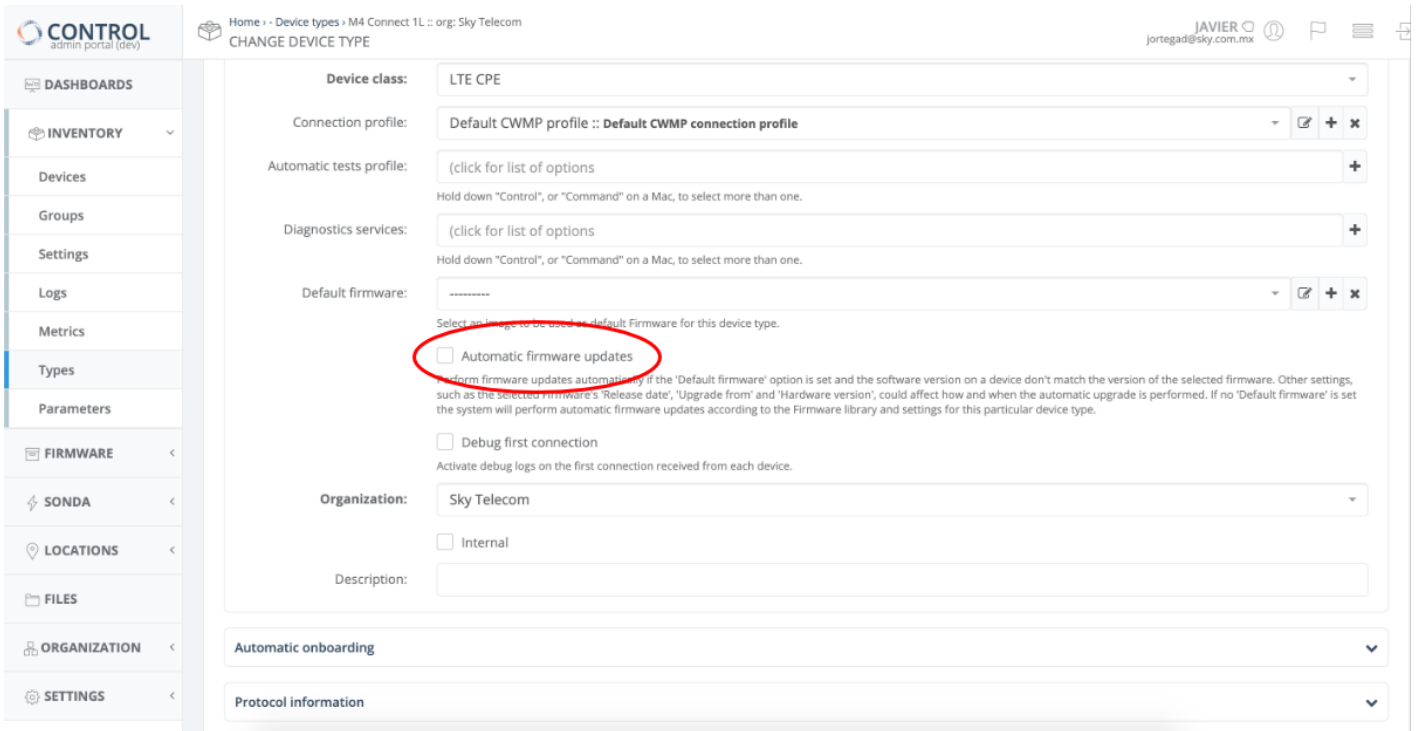 CONTROL
admin portal (dev)
Home › - Device types › M4 Connect 1L :: org: Sky Telecom
CHANGE DEVICE TYPE
JAVIER
jortegad@sky.com.mx
DASHBOARDS
INVENTORY
Devices
Groups
Settings
Logs
Metrics
Types
Parameters
FIRMWARE
SONDA
LOCATIONS
FILES
ORGANIZATION
SETTINGS
Device class:
LTE CPE
Connection profile:
Default CWMP profile :: Default CWMP connection profile
Automatic tests profile:
(click for list of options
Hold down "Control", or "Command" on a Mac, to select more than one.
Diagnostics services:
(click for list of options
Hold down "Control", or "Command" on a Mac, to select more than one.
Default firmware:
---------
Select an image to be used as default Firmware for this device type.
Automatic firmware updates
Perform firmware updates automatically if the 'Default firmware' option is set and the software version on a device don't match the version of the selected firmware. Other settings,
such as the selected Firmware's 'Release date', 'Upgrade from' and 'Hardware version', could affect how and when the automatic upgrade is performed. If no 'Default firmware' is set
the system will perform automatic firmware updates according to the Firmware library and settings for this particular device type.
Debug first connection
Activate debug logs on the first connection received from each device.
Organization:
Sky Telecom
Internal
Description:
Automatic onboarding
Protocol information